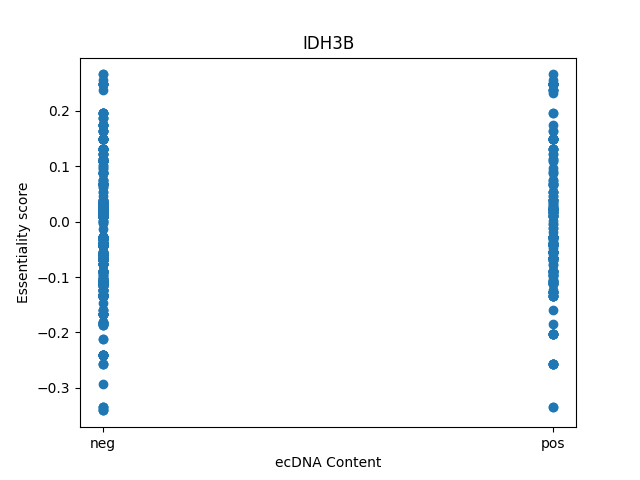 IDH3B
Essentiality score
0.2
0.1
0.0
−0.1
−0.2
−0.3
neg
pos
ecDNA Content